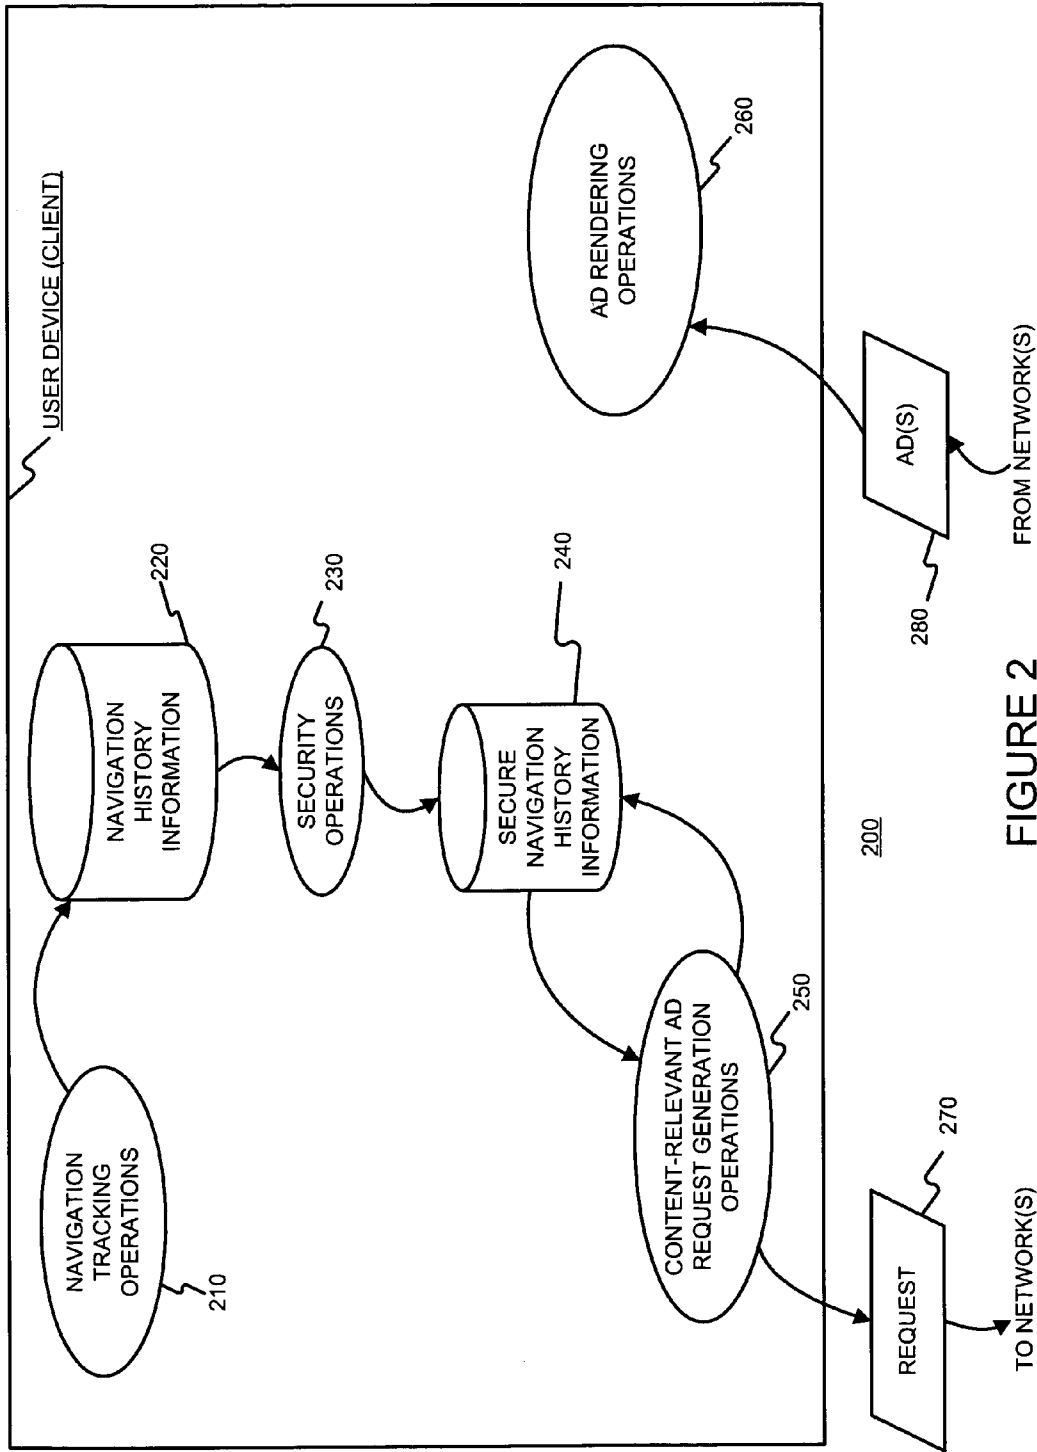 USER DEVICE (CLIENT)
NAVIGATION
TRACKING
OPERATIONS
210
NAVIGATION
HISTORY
INFORMATION
220
SECURITY
OPERATIONS
230
SECURE
NAVIGATION
HISTORY
INFORMATION
240
CONTENT-RELEVANT AD
REQUEST GENERATION
OPERATIONS
250
AD RENDERING
OPERATIONS
260
REQUEST
270
TO NETWORK(S)
AD(S)
280
FROM NETWORK(S)
200
FIGURE 2